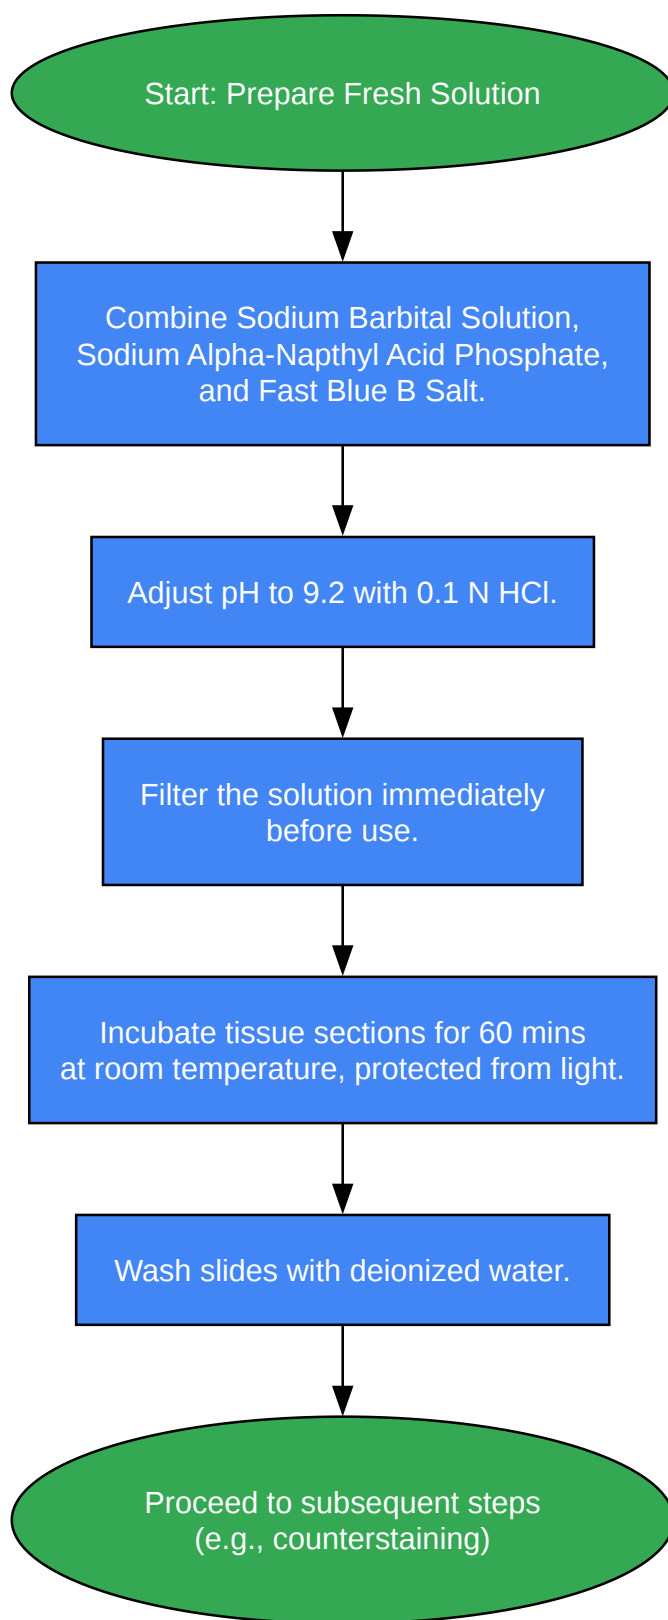 Start: Prepare Fresh Solution
Combine Sodium Barbital Solution,
Sodium Alpha-Napthyl Acid Phosphate,
and Fast Blue B Salt.
Adjust pH to 9.2 with 0.1 N HCl.
Filter the solution immediately
before use.
Incubate tissue sections for 60 mins
at room temperature, protected from light.
Wash slides with deionized water.
Proceed to subsequent steps
(e.g., counterstaining)